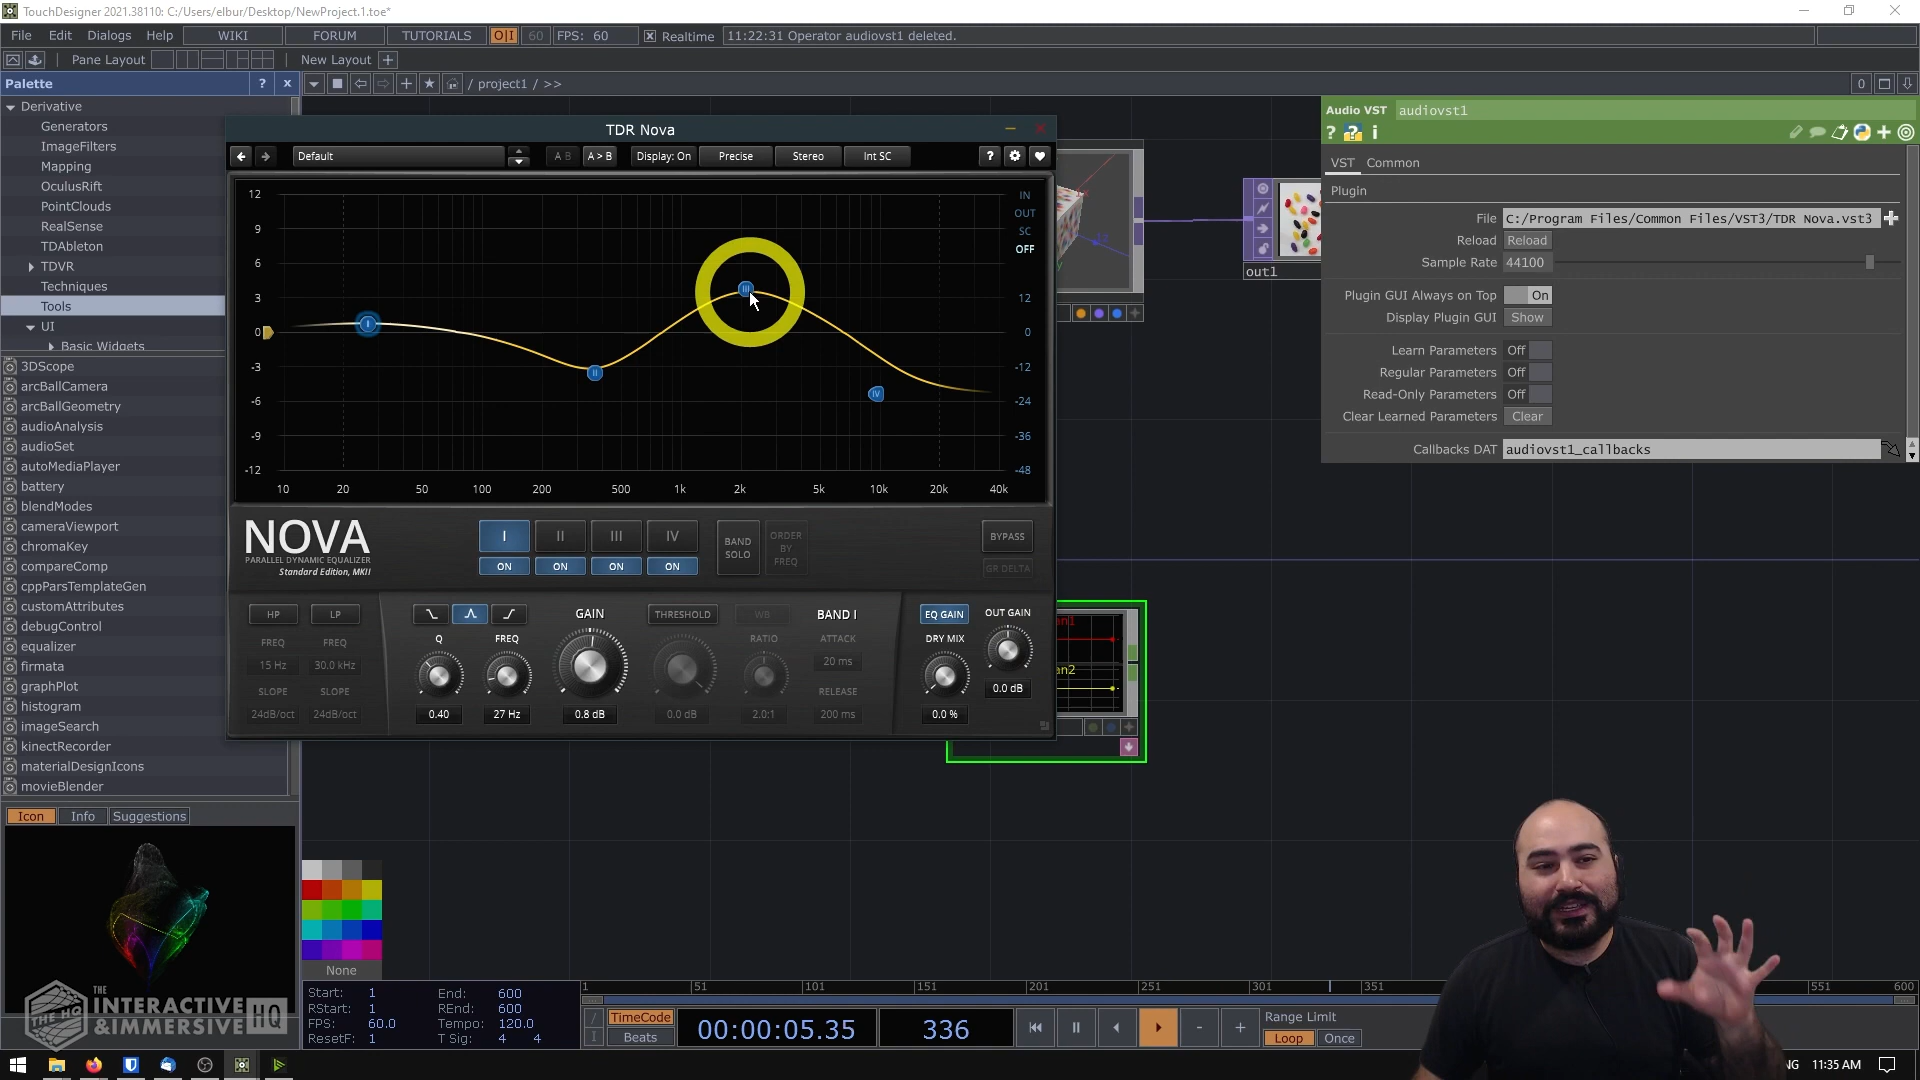 TouchDesigner 2021.38110: C:/Users/elbur/Desktop/NewProject.1.toe*
File Edit Dialogs Help WIKI FORUM TUTORIALS O|I 60 FPS: 60 Realtime 11:22:31 Operator audiovst1 deleted.
Pane Layout New Layout
Palette ? x / project1 / >> 0
Derivative
Generators
ImageFilters
Mapping
OculusRift
PointClouds
RealSense
TDAbleton
TDVR
Techniques
Tools
UI
Basic Widgets
3DScope
arcBallCamera
arcBallGeometry
audioAnalysis
audioSet
autoMediaPlayer
battery
blendModes
cameraViewport
chromaKey
compareComp
cppParsTemplateGen
customAttributes
debugControl
equalizer
firmata
graphPlot
histogram
imageSearch
kinectRecorder
materialDesignIcons
movieBlender
Icon Info Suggestions
THE HQ
THE
INTERACTIVE
& IMMERSIVE HQ
TDR Nova
Default A B A > B Display: On Precise Stereo Int SC ?
12 IN
OUT
9 SC
OFF
6
3 12
0 0
-3 -12
-6 -24
-9 -36
-12 -48
I II III IV
10 20 50 100 200 500 1k 2k 5k 10k 20k 40k
NOVA
PARALLEL DYNAMIC EQUALIZER
Standard Edition, MKII
I II III IV
ON ON ON ON
BAND SOLO
ORDER BY FREQ
BYPASS
GR DELTA
HP LP GAIN THRESHOLD WB BAND I EQ GAIN OUT GAIN
FREQ FREQ Q FREQ RATIO ATTACK DRY MIX
15 Hz 30.0 kHz 20 ms
SLOPE SLOPE RELEASE 0.0 dB
24dB/oct 24dB/oct 0.40 27 Hz 0.8 dB 0.0 dB 2.0:1 200 ms 0.0 %
out1
an1
an2
Audio VST audiovst1
? ? i
VST Common
Plugin
File C:/Program Files/Common Files/VST3/TDR Nova.vst3
Reload Reload
Sample Rate 44100
Plugin GUI Always on Top On
Display Plugin GUI Show
Learn Parameters Off
Regular Parameters Off
Read-Only Parameters Off
Clear Learned Parameters Clear
Callbacks DAT audiovst1_callbacks
None
Start: 1 End: 600
RStart: 1 REnd: 600
FPS: 60.0 Tempo: 120.0
ResetF: 1 T Sig: 4 4
1 51 101 151 201 251 301 351 551 600
TimeCode
Beats
00:00:05.35 336
- +
Range Limit
Loop Once
NG 11:35 AM